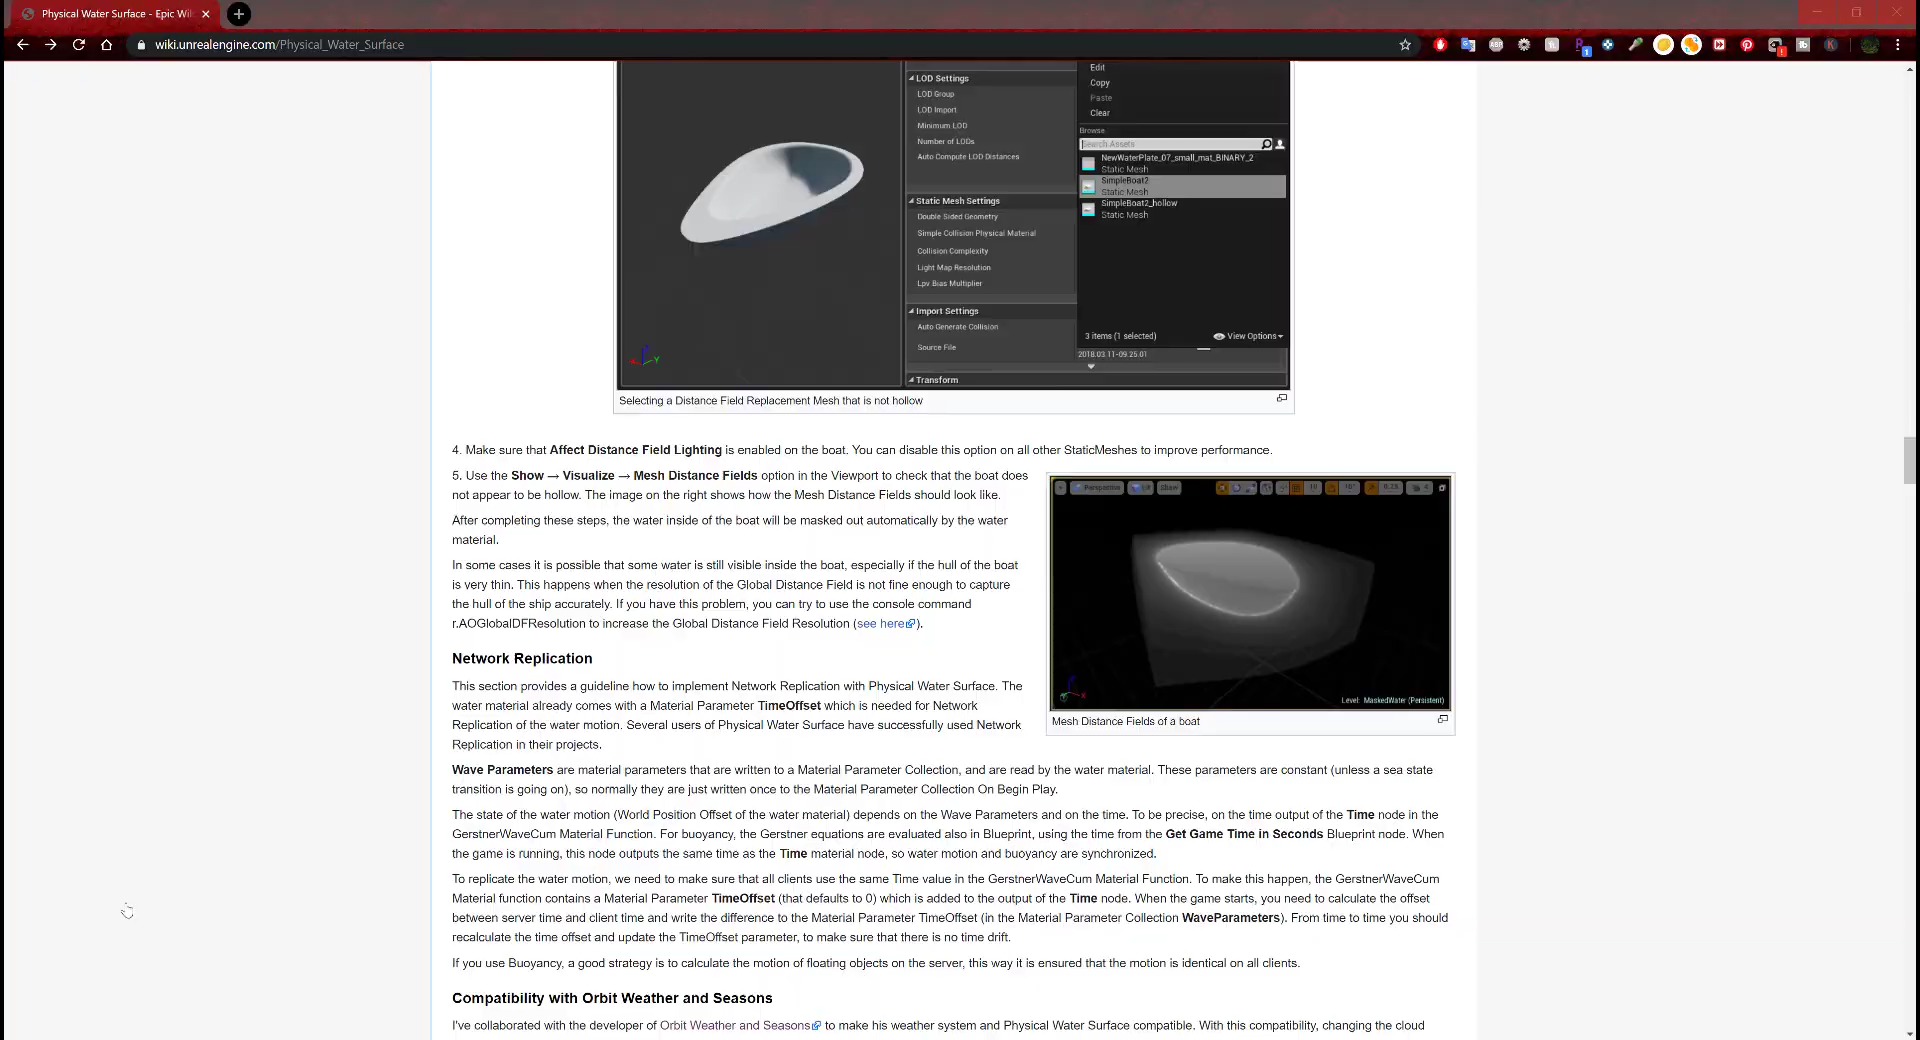 Physical Water Surface - Epic Wi
wiki.unrealengine.com/Physical_Water_Surface
LOD Settings
LOD Group
LOD Import
Minimum LOD
Number of LODs
Auto Compute LOD Distances
Static Mesh Settings
Double Sided Geometry
Simple Collision Physical Material
Collision Complexity
Light Map Resolution
Lpv Bias Multiplier
Import Settings
Auto Generate Collision
Source File
Transform
Edit
Copy
Paste
Clear
Browse
Search Assets
NewWaterPlate_07_small_mat_BINARY_2
Static Mesh
SimpleBoat2
Static Mesh
SimpleBoat2_hollow
Static Mesh
3 items (1 selected)
View Options
2018.03.11-09.25.01
Selecting a Distance Field Replacement Mesh that is not hollow
4. Make sure that Affect Distance Field Lighting is enabled on the boat. You can disable this option on all other StaticMeshes to improve performance.
5. Use the Show → Visualize → Mesh Distance Fields option in the Viewport to check that the boat does
not appear to be hollow. The image on the right shows how the Mesh Distance Fields should look like.
After completing these steps, the water inside of the boat will be masked out automatically by the water
material.
In some cases it is possible that some water is still visible inside the boat, especially if the hull of the boat
is very thin. This happens when the resolution of the Global Distance Field is not fine enough to capture
the hull of the ship accurately. If you have this problem, you can try to use the console command
r.AOGlobalDFResolution to increase the Global Distance Field Resolution (see here).
Perspective
Lit
Show
10
10°
0.25
4
Level: MaskedWater (Persistent)
Mesh Distance Fields of a boat
Network Replication
This section provides a guideline how to implement Network Replication with Physical Water Surface. The
water material already comes with a Material Parameter TimeOffset which is needed for Network
Replication of the water motion. Several users of Physical Water Surface have successfully used Network
Replication in their projects.
Wave Parameters are material parameters that are written to a Material Parameter Collection, and are read by the water material. These parameters are constant (unless a sea state
transition is going on), so normally they are just written once to the Material Parameter Collection On Begin Play.
The state of the water motion (World Position Offset of the water material) depends on the Wave Parameters and on the time. To be precise, on the time output of the Time node in the
GerstnerWaveCum Material Function. For buoyancy, the Gerstner equations are evaluated also in Blueprint, using the time from the Get Game Time in Seconds Blueprint node. When
the game is running, this node outputs the same time as the Time material node, so water motion and buoyancy are synchronized.
To replicate the water motion, we need to make sure that all clients use the same Time value in the GerstnerWaveCum Material Function. To make this happen, the GerstnerWaveCum
Material function contains a Material Parameter TimeOffset (that defaults to 0) which is added to the output of the Time node. When the game starts, you need to calculate the offset
between server time and client time and write the difference to the Material Parameter TimeOffset (in the Material Parameter Collection WaveParameters). From time to time you should
recalculate the time offset and update the TimeOffset parameter, to make sure that there is no time drift.
If you use Buoyancy, a good strategy is to calculate the motion of floating objects on the server, this way it is ensured that the motion is identical on all clients.
Compatibility with Orbit Weather and Seasons
I've collaborated with the developer of Orbit Weather and Seasons to make his weather system and Physical Water Surface compatible. With this compatibility, changing the cloud